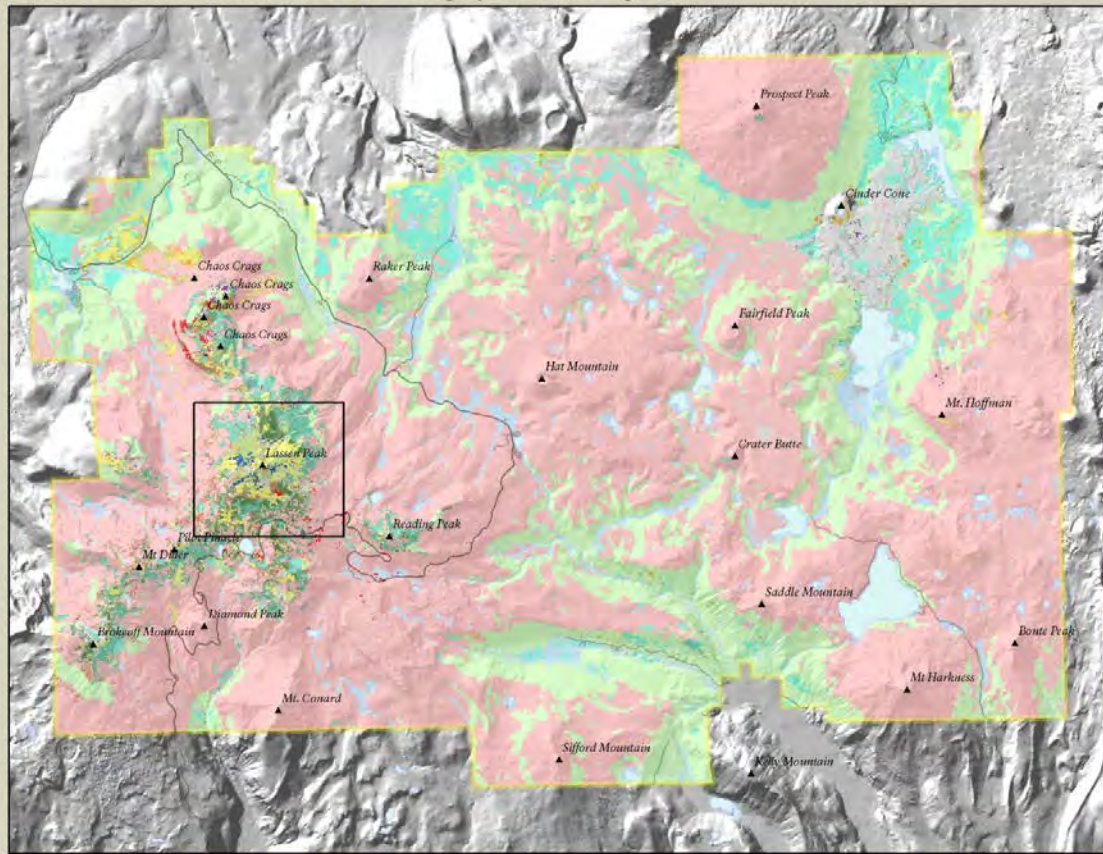 Prospect Peak
Cinder Cone
Chaos Crags
Raker Peak
Chaos Crags
Chaos Crags
Fairfield Peak
Chaos Crags
Hat Mountain
Mt. Hoffman
Crater Butte
Lassen Peak
Reading Peak
Pilot Pinnacle
Mt Diller
Saddle Mountain
Diamond Peak
Brokeoff Mountain
Bonte Peak
Mt Harkness
Mt. Conard
Sifford Mountain
Kelly Mountain